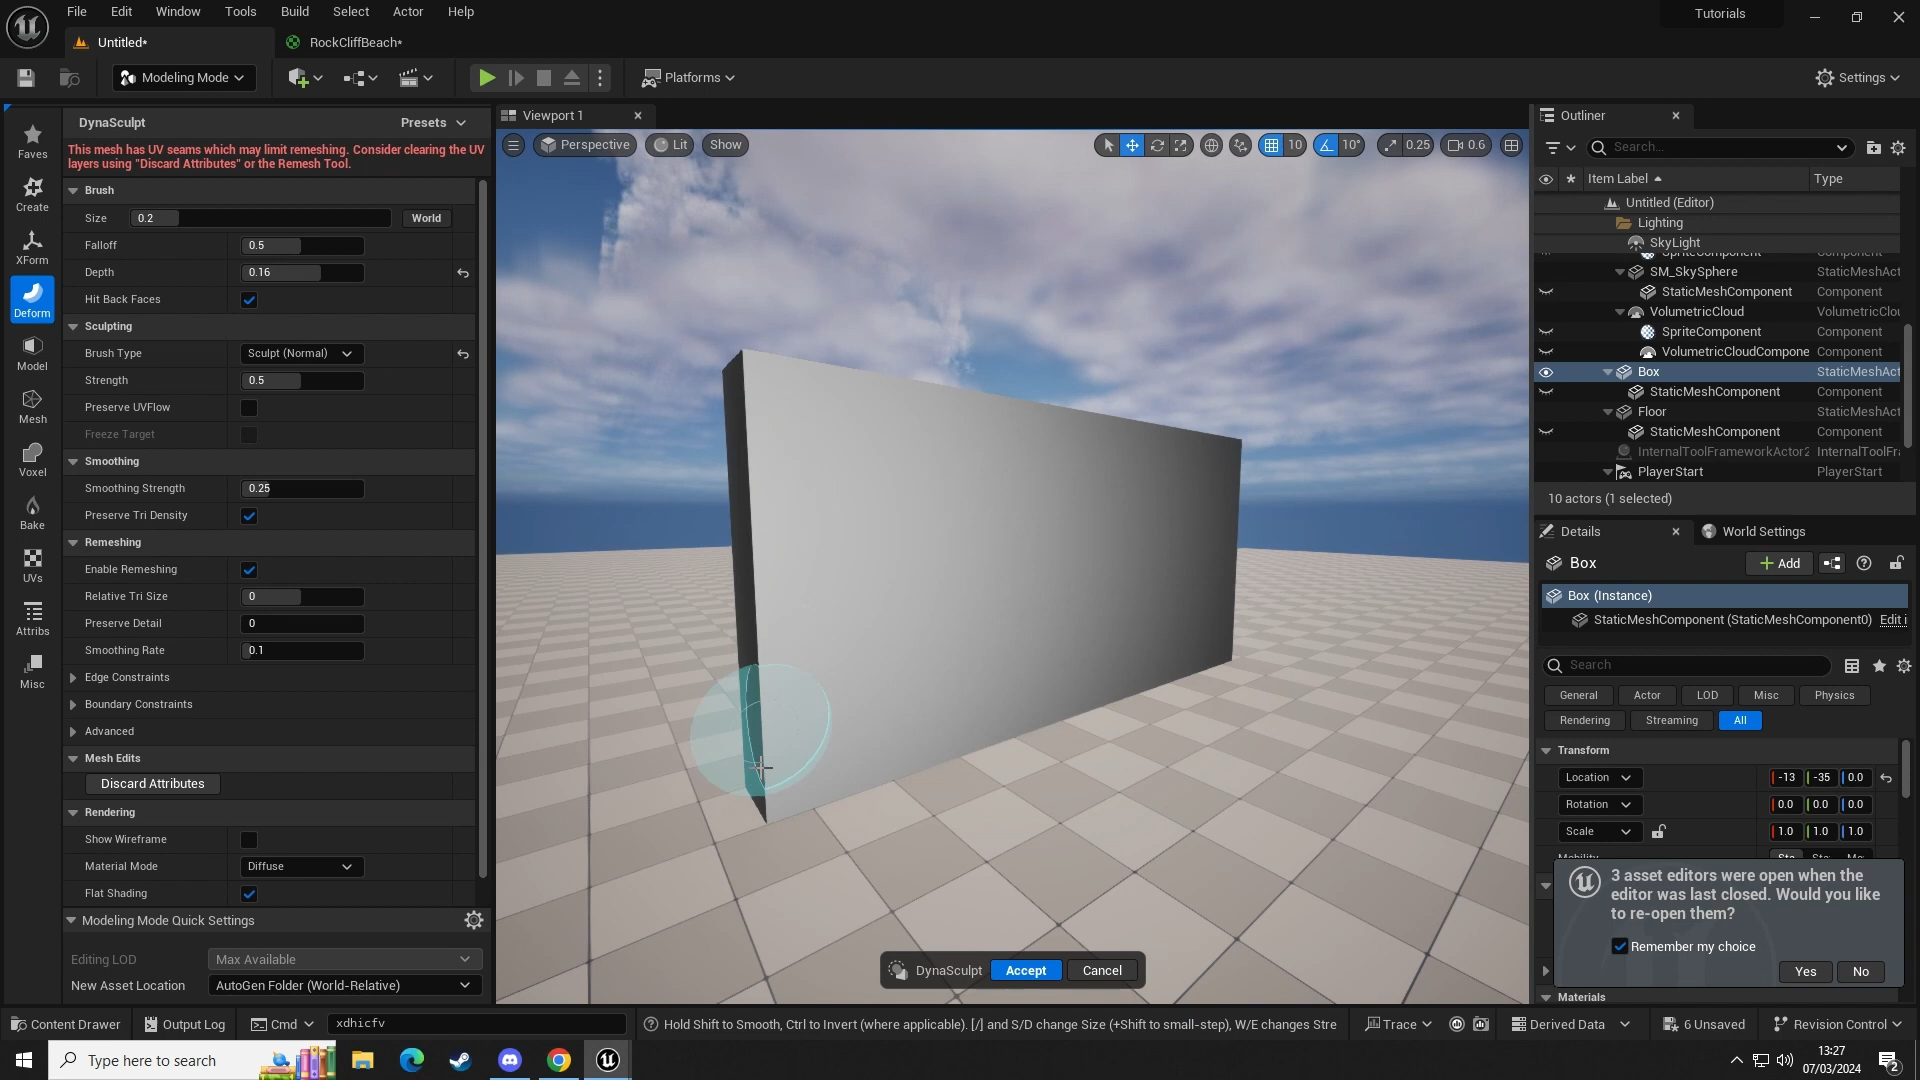 File Edit Window Tools Build Select Actor Help
Tutorials
Untitled*
RockCliffBeach*
Modeling Mode
Platforms
Settings
Faves
Create
XForm
Deform
Model
Mesh
Voxel
Bake
UVs
Attribs
Misc
DynaSculpt
Presets
This mesh has UV seams which may limit remeshing. Consider clearing the UV
layers using "Discard Attributes" or the Remesh Tool.
Brush
Size 0.2 World
Falloff 0.5
Depth 0.16
Hit Back Faces
Sculpting
Brush Type Sculpt (Normal)
Strength 0.5
Preserve UVFlow
Freeze Target
Smoothing
Smoothing Strength 0.25
Preserve Tri Density
Remeshing
Enable Remeshing
Relative Tri Size 0
Preserve Detail 0
Smoothing Rate 0.1
Edge Constraints
Boundary Constraints
Advanced
Mesh Edits
Discard Attributes
Rendering
Show Wireframe
Material Mode Diffuse
Flat Shading
Modeling Mode Quick Settings
Editing LOD Max Available
New Asset Location AutoGen Folder (World-Relative)
Viewport 1
Perspective Lit Show
10 10° 0.25 0.6
DynaSculpt Accept Cancel
Outliner
Search...
Item Label Type
Untitled (Editor)
Lighting
SkyLight
SM_SkySphere StaticMeshAct
StaticMeshComponent Component
VolumetricCloud VolumetricClou
SpriteComponent Component
VolumetricCloudCompone Component
Box StaticMeshAct
StaticMeshComponent Component
Floor StaticMeshAct
StaticMeshComponent Component
InternalToolFrameworkActor2 InternalToolFra
PlayerStart PlayerStart
10 actors (1 selected)
Details
World Settings
Box
Add
Box (Instance)
StaticMeshComponent (StaticMeshComponent0) Edit i
Search
General Actor LOD Misc Physics
Rendering Streaming All
Transform
Location -13 -35 0.0
Rotation 0.0 0.0 0.0
Scale 1.0 1.0 1.0
3 asset editors were open when the
editor was last closed. Would you like
to re-open them?
Remember my choice
Yes No
Materials
Content Drawer
Output Log
Cmd
xdhicfv
Hold Shift to Smooth, Ctrl to Invert (where applicable). [/] and S/D change Size (+Shift to small-step), W/E changes Stre
Trace
Derived Data
6 Unsaved
Revision Control
Type here to search
13:27
07/03/2024
2